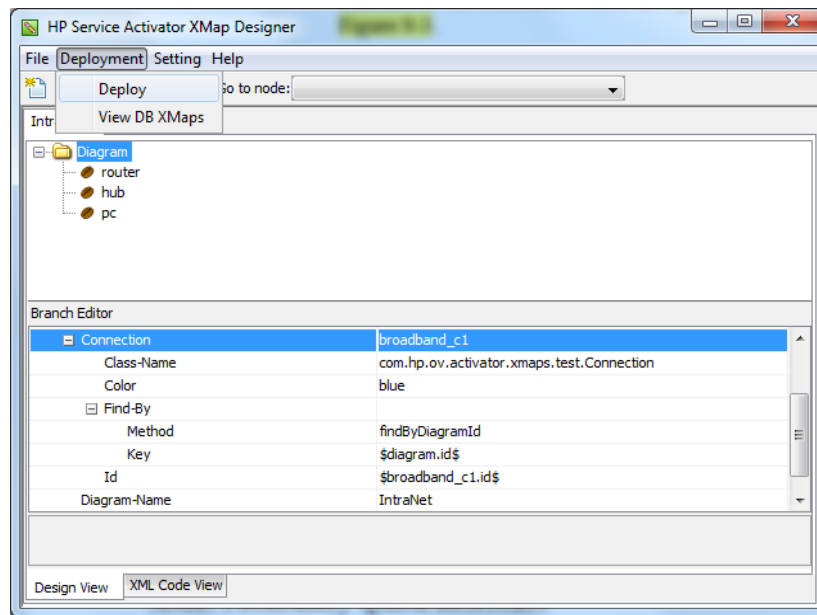 HP Service Activator XMap Designer
File Deployment Setting Help
Deploy
Go to node:
View DB XMaps
Intr
Diagram
router
hub
pc
Branch Editor
Connection broadband_c1
Class-Name com.hp.ov.activator.xmaps.test.Connection
Color blue
Find-By
Method findByDiagramId
Key $diagram.id$
Id $broadband_c1.id$
Diagram-Name IntraNet
Design View XML Code View